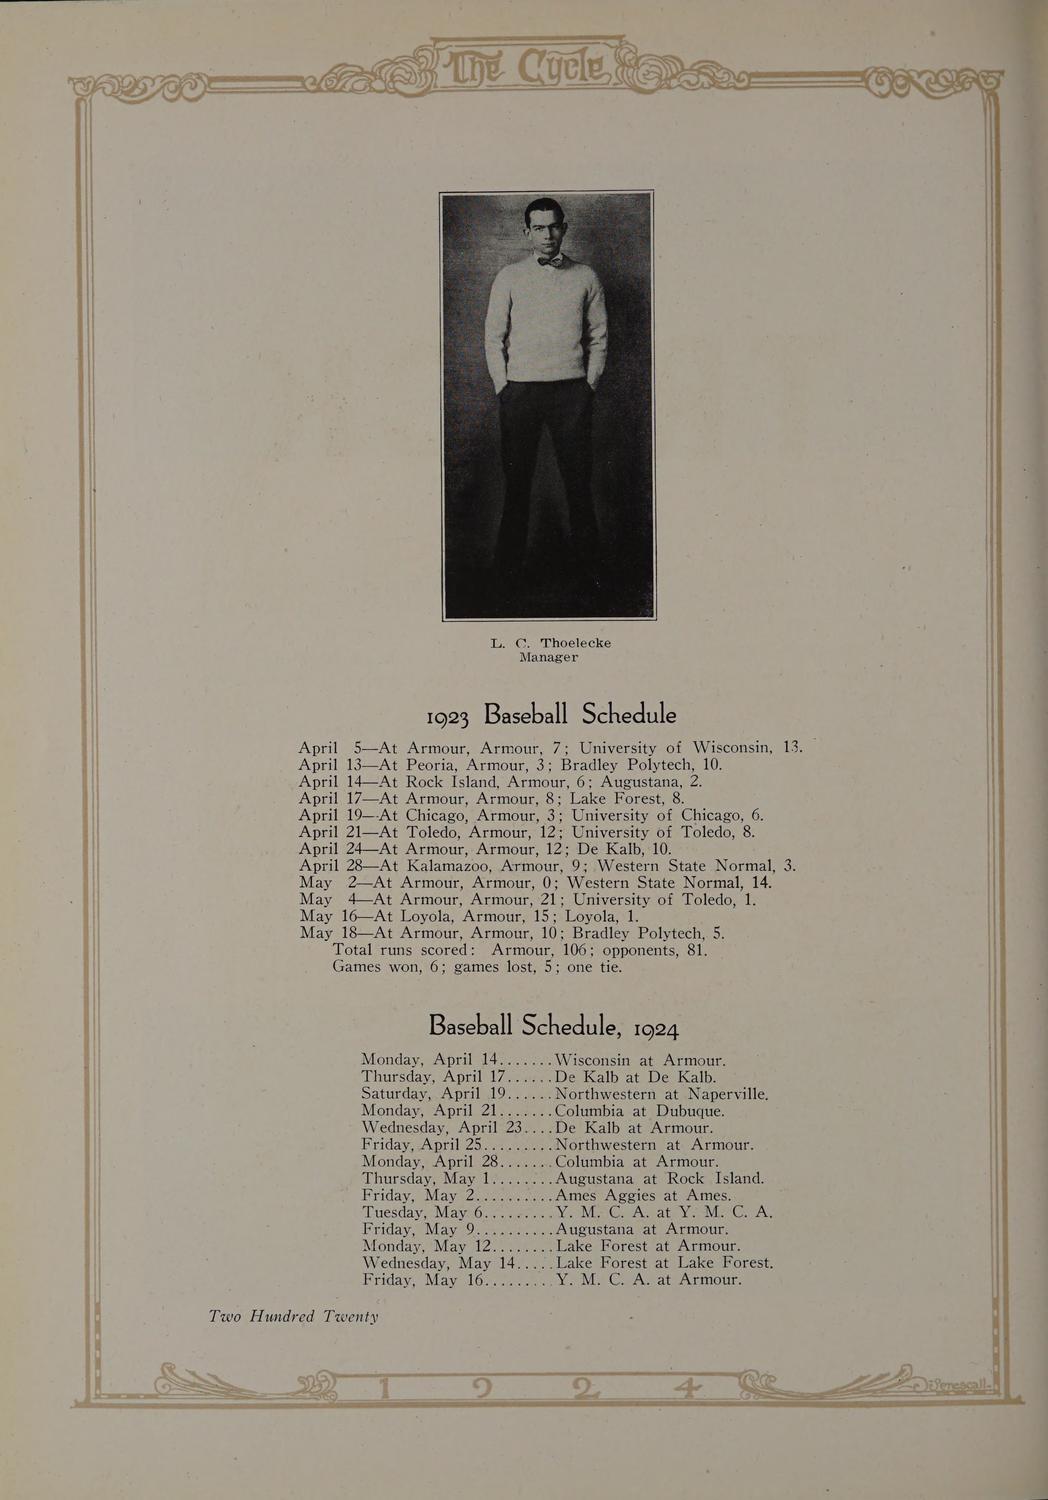 The Cycle
L. C. Thoelecke
Manager
1923 Baseball Schedule
April 5—At Armour, Armour, 7; University of Wisconsin, 13.
April 13—At Peoria, Armour, 3; Bradley Polytech, 10.
April 14—At Rock Island, Armour, 6; Augustana, 2.
April 17—At Armour, Armour, 8; Lake Forest, 8.
April 19—At Chicago, Armour, 3; University of Chicago, 6.
April 21—At Toledo, Armour, 12; University of Toledo, 8.
April 24—At Armour, Armour, 12; De Kalb, 10.
April 28—At Kalamazoo, Armour, 9; Western State Normal, 3.
May 2—At Armour, Armour, 0; Western State Normal, 14.
May 4—At Armour, Armour, 21; University of Toledo, 1.
May 16—At Loyola, Armour, 15; Loyola, 1.
May 18—At Armour, Armour, 10; Bradley Polytech, 5.
Total runs scored: Armour, 106; opponents, 81.
Games won, 6; games lost, 5; one tie.
Baseball Schedule, 1924
Monday, April 14.......Wisconsin at Armour.
Thursday, April 17......De Kalb at De Kalb.
Saturday, April 19......Northwestern at Naperville.
Monday, April 21.......Columbia at Dubuque.
Wednesday, April 23....De Kalb at Armour.
Friday, April 25.........Northwestern at Armour.
Monday, April 28.......Columbia at Armour.
Thursday, May 1........Augustana at Rock Island.
Friday, May 2..........Ames Aggies at Ames.
Tuesday, May 6.........Y. M. C. A. at Y. M. C. A.
Friday, May 9..........Augustana at Armour.
Monday, May 12........Lake Forest at Armour.
Wednesday, May 14.....Lake Forest at Lake Forest.
Friday, May 16.........Y. M. C. A. at Armour.
Two Hundred Twenty
1924